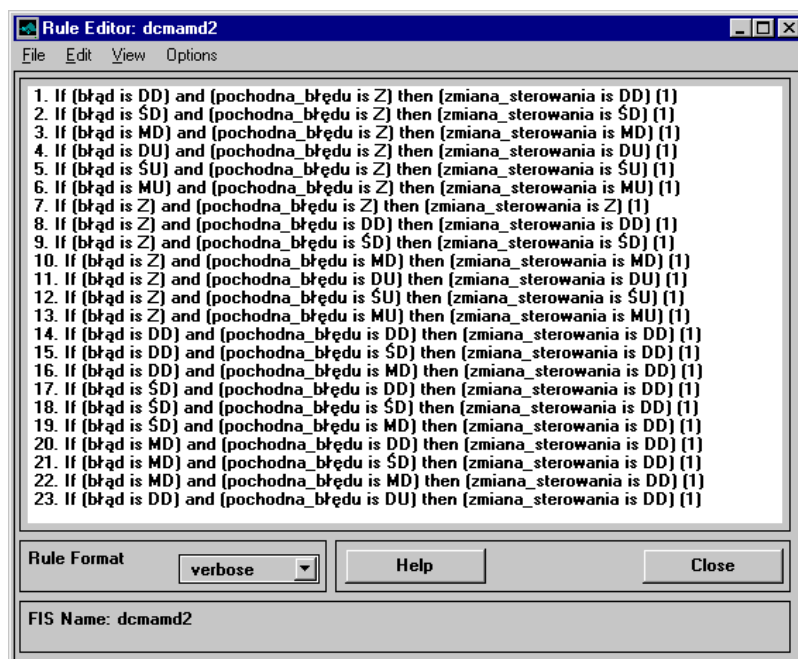 Rule Editor: dcmamd2
File Edit View Options
1. If (błąd is DD) and (pochodna_błędu is Z) then (zmiana_sterowania is DD) (1)
2. If (błąd is ŚD) and (pochodna_błędu is Z) then (zmiana_sterowania is ŚD) (1)
3. If (błąd is MD) and (pochodna_błędu is Z) then (zmiana_sterowania is MD) (1)
4. If (błąd is DU) and (pochodna_błędu is Z) then (zmiana_sterowania is DU) (1)
5. If (błąd is ŚU) and (pochodna_błędu is Z) then (zmiana_sterowania is ŚU) (1)
6. If (błąd is MU) and (pochodna_błędu is Z) then (zmiana_sterowania is MU) (1)
7. If (błąd is Z) and (pochodna_błędu is Z) then (zmiana_sterowania is Z) (1)
8. If (błąd is Z) and (pochodna_błędu is DD) then (zmiana_sterowania is DD) (1)
9. If (błąd is Z) and (pochodna_błędu is ŚD) then (zmiana_sterowania is ŚD) (1)
10. If (błąd is Z) and (pochodna_błędu is MD) then (zmiana_sterowania is MD) (1)
11. If (błąd is Z) and (pochodna_błędu is DU) then (zmiana_sterowania is DU) (1)
12. If (błąd is Z) and (pochodna_błędu is ŚU) then (zmiana_sterowania is ŚU) (1)
13. If (błąd is Z) and (pochodna_błędu is MU) then (zmiana_sterowania is MU) (1)
14. If (błąd is DD) and (pochodna_błędu is DD) then (zmiana_sterowania is DD) (1)
15. If (błąd is DD) and (pochodna_błędu is ŚD) then (zmiana_sterowania is DD) (1)
16. If (błąd is DD) and (pochodna_błędu is MD) then (zmiana_sterowania is DD) (1)
17. If (błąd is ŚD) and (pochodna_błędu is DD) then (zmiana_sterowania is DD) (1)
18. If (błąd is ŚD) and (pochodna_błędu is ŚD) then (zmiana_sterowania is DD) (1)
19. If (błąd is ŚD) and (pochodna_błędu is MD) then (zmiana_sterowania is DD) (1)
20. If (błąd is MD) and (pochodna_błędu is DD) then (zmiana_sterowania is DD) (1)
21. If (błąd is MD) and (pochodna_błędu is ŚD) then (zmiana_sterowania is DD) (1)
22. If (błąd is MD) and (pochodna_błędu is MD) then (zmiana_sterowania is DD) (1)
23. If (błąd is DD) and (pochodna_błędu is DU) then (zmiana_sterowania is DD) (1)
Rule Format verbose Help Close
FIS Name: dcmamd2